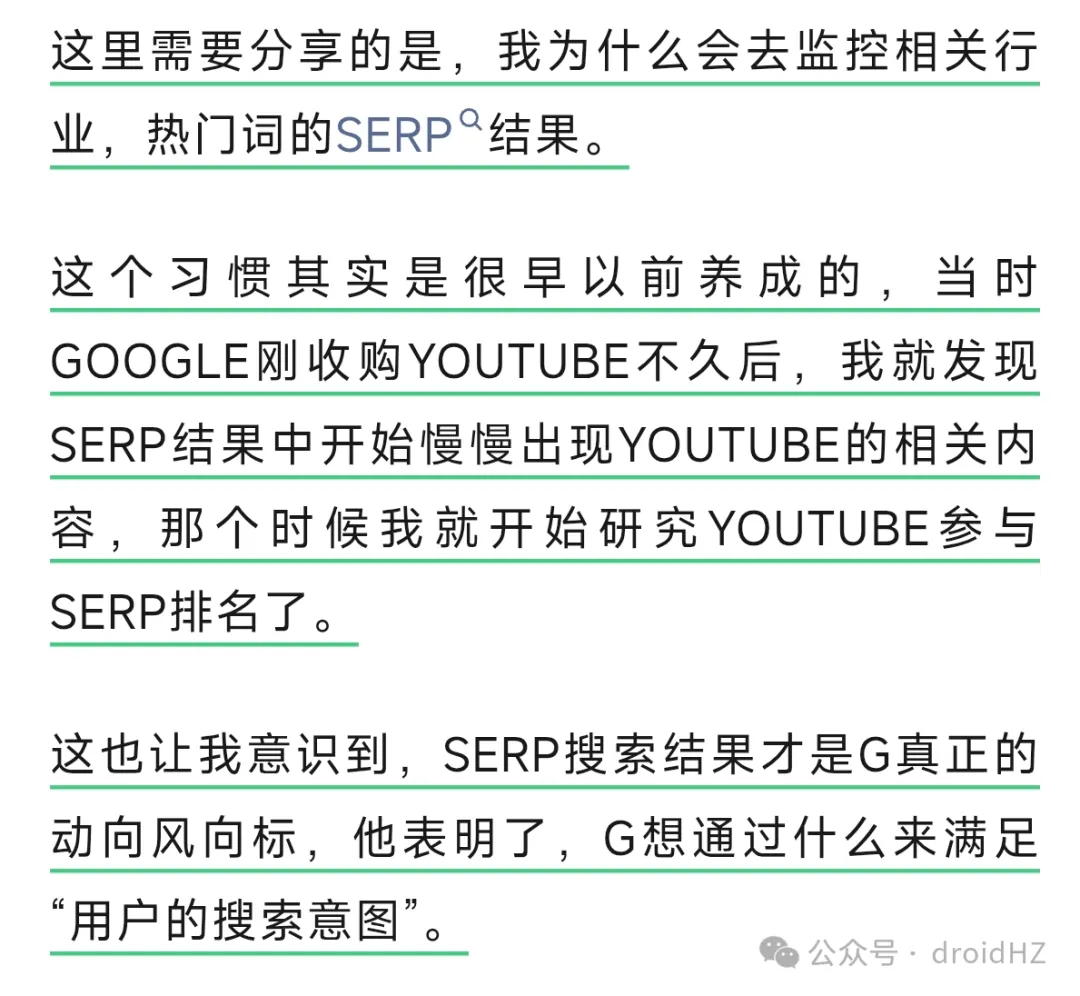 这里需要分享的是，我为什么会去监控相关行
业，热门词的SERP结果。
这个习惯其实是很早以前养成的，当时
GOOGLE刚收购YOUTUBE不久后，我就发现
SERP结果中开始慢慢出现YOUTUBE的相关内
容，那个时候我就开始研究YOUTUBE参与
SERP排名了。
这也让我意识到，SERP搜索结果才是G真正的
动向风向标，他表明了，G想通过什么来满足
“用户的搜索意图”。
公众号 · droidHZ